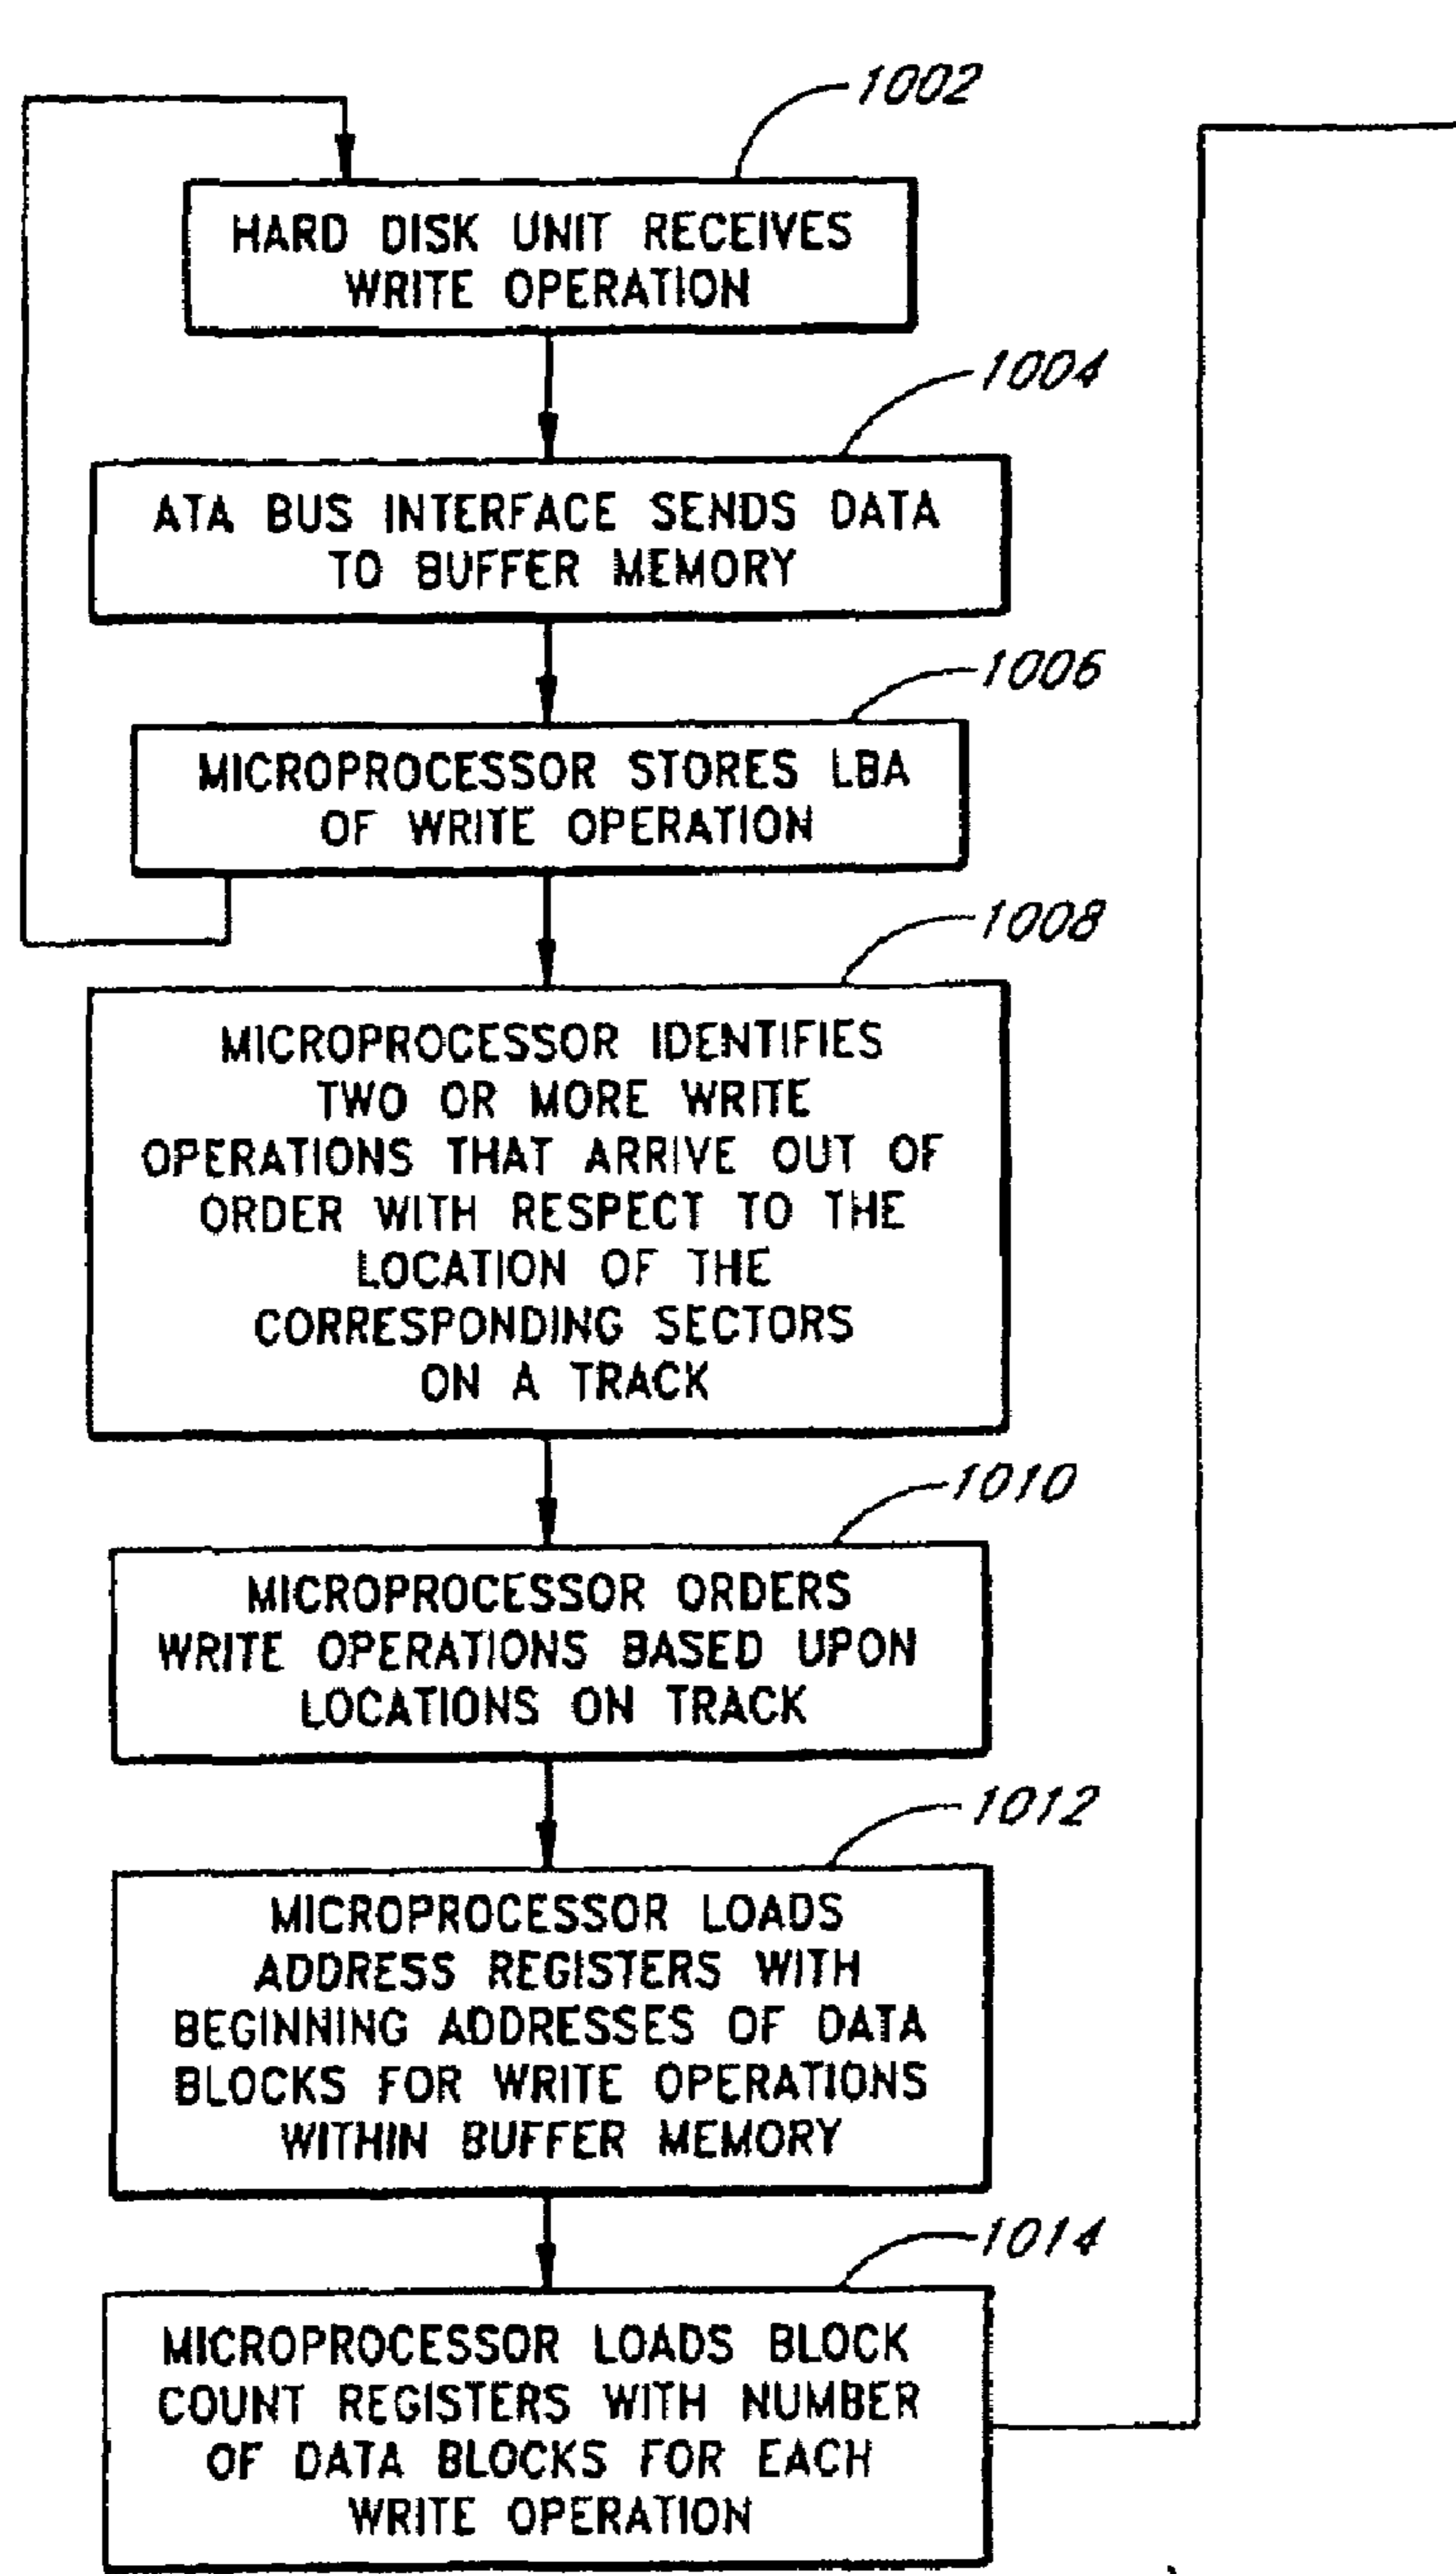 1002
HARD DISK UNIT RECEIVES
WRITE OPERATION
1004
ATA BUS INTERFACE SENDS DATA
TO BUFFER MEMORY
1006
MICROPROCESSOR STORES LBA
OF WRITE OPERATION
1008
MICROPROCESSOR IDENTIFIES
TWO OR MORE WRITE
OPERATIONS THAT ARRIVE OUT OF
ORDER WITH RESPECT TO THE
LOCATION OF THE
CORRESPONDING SECTORS
ON A TRACK
1010
MICROPROCESSOR ORDERS
WRITE OPERATIONS BASED UPON
LOCATIONS ON TRACK
1012
MICROPROCESSOR LOADS
ADDRESS REGISTERS WITH
BEGINNING ADDRESSES OF DATA
BLOCKS FOR WRITE OPERATIONS
WITHIN BUFFER MEMORY
1014
MICROPROCESSOR LOADS BLOCK
COUNT REGISTERS WITH NUMBER
OF DATA BLOCKS FOR EACH
WRITE OPERATION